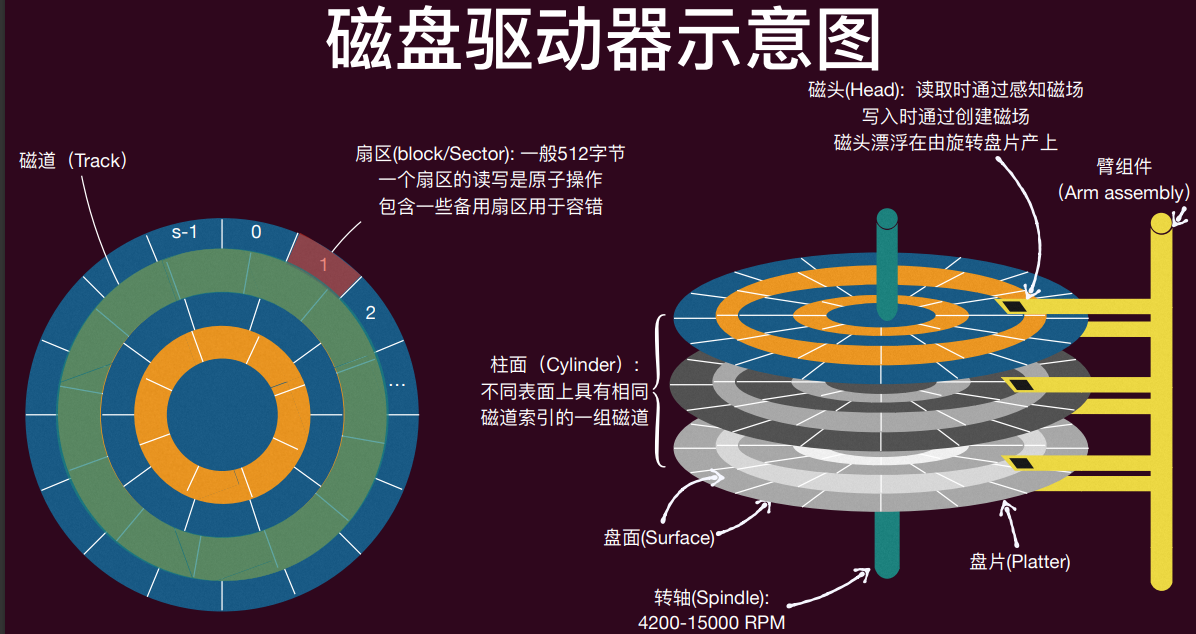 磁盘驱动器示意图
磁头(Head)：读取时通过感知磁场
写入时通过创建磁场
磁头漂浮在由旋转盘片产上
磁道（Track）
扇区(block/Sector): 一般512字节
一个扇区的读写是原子操作
包含一些备用扇区用于容错
臂组件
（Arm assembly)
s-1
0
1
2
...
柱面（Cylinder）:
不同表面上具有相同
磁道索引的一组磁道
盘面(Surface)
盘片(Platter)
转轴(Spindle):
4200-15000 RPM